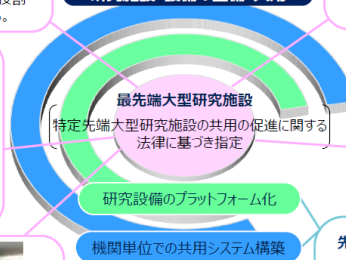 最先端大型研究施設
特定先端大型研究施設の共用の促進に関する
法律に基づき指定
研究設備のプラットフォーム化
機関単位での共用システム構築